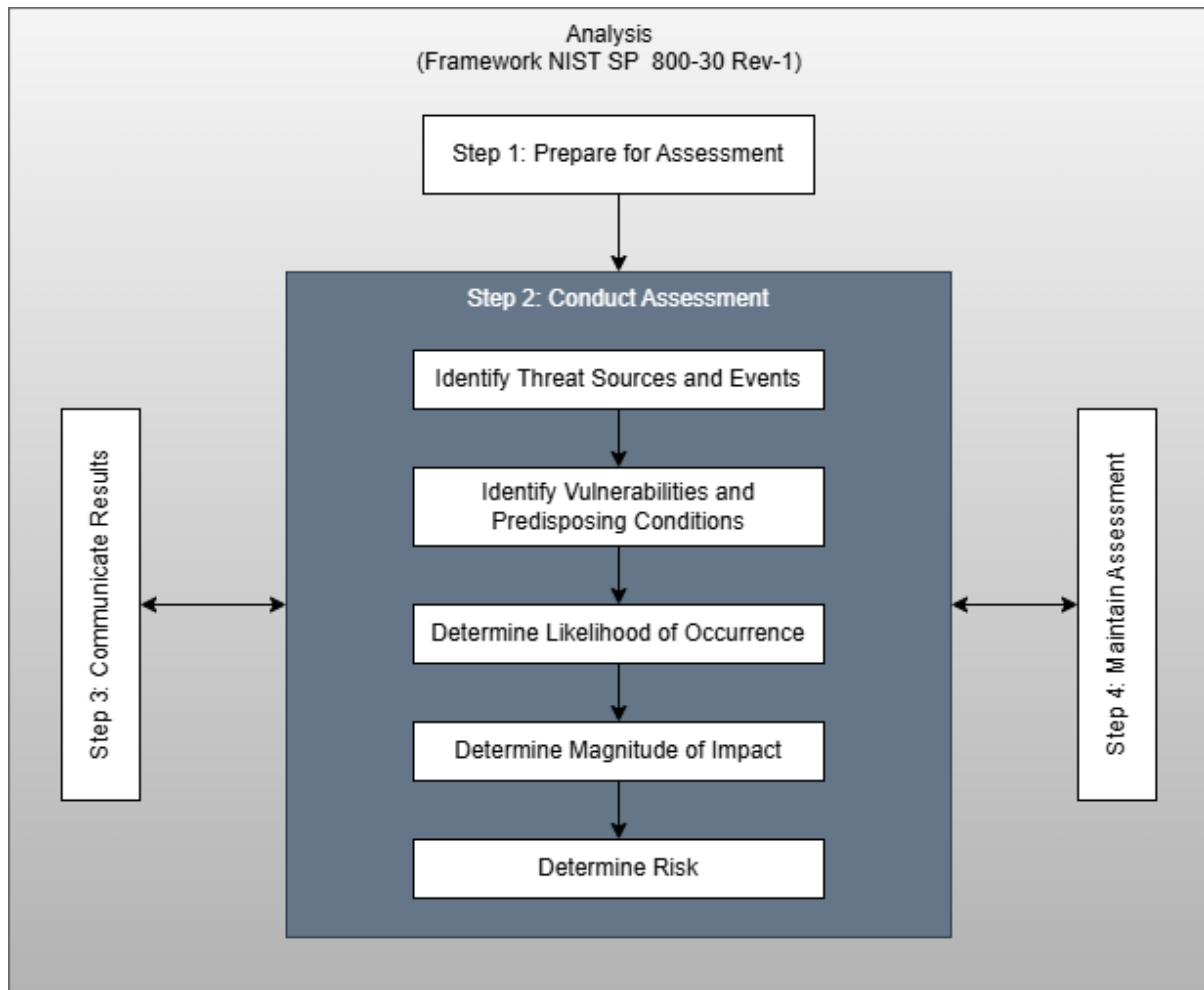 Analysis
(Framework NIST SP 800-30 Rev-1)
Step 1: Prepare for Assessment
Step 2: Conduct Assessment
Identify Threat Sources and Events
Identify Vulnerabilities and
Predisposing Conditions
Determine Likelihood of Occurrence
Determine Magnitude of Impact
Determine Risk
Step 3: Communicate Results
Step 4: Maintain Assessment